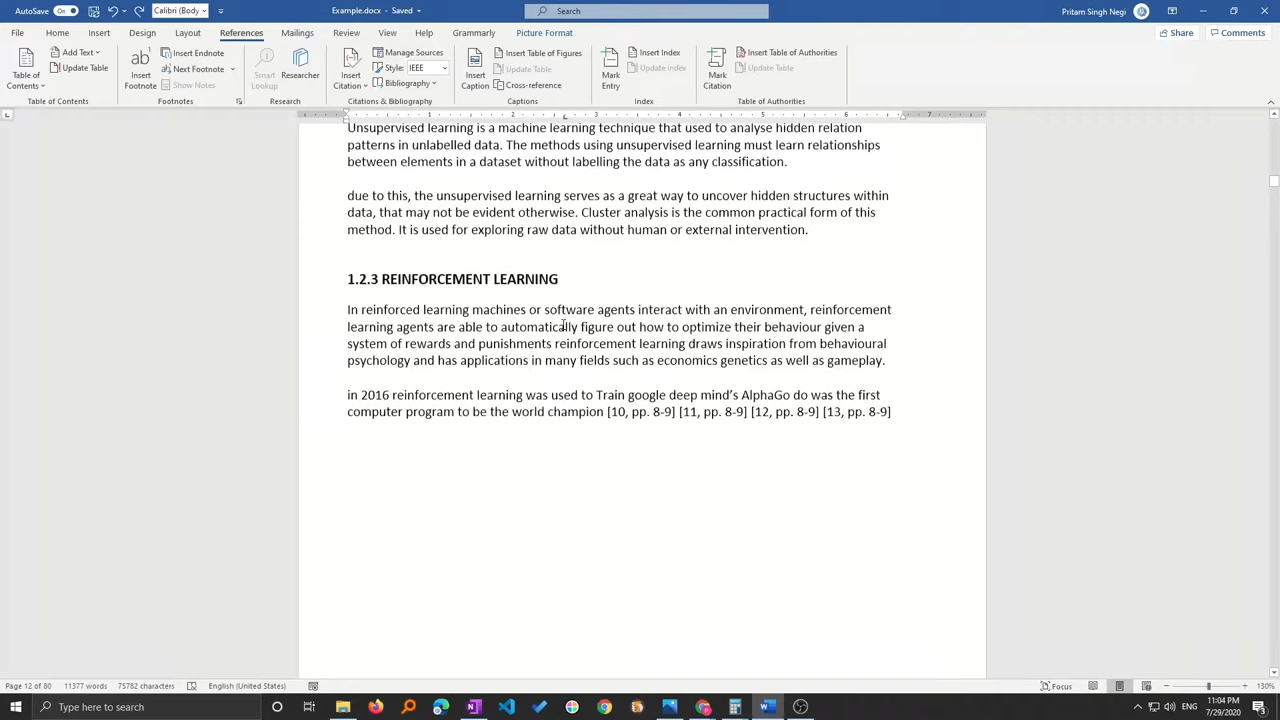 AutoSave On Calibri (Body Example.docx - Saved Search Pritam Singh Negi
File Home Insert Design Layout References Mailings Review View Help Grammarly Picture Format Share Comments
Table of Contents
Add Text
Update Table
Table of Contents
Insert Footnote
Insert Endnote
Next Footnote
Show Notes
Footnotes
Smart Lookup
Researcher
Research
Insert Citation
Manage Sources
Style: IEEE
Bibliography
Citations & Bibliography
Insert Caption
Insert Table of Figures
Update Table
Cross-reference
Captions
Mark Entry
Insert Index
Update Index
Index
Mark Citation
Insert Table of Authorities
Update Table
Table of Authorities
1 2 3 4 5 6 7
Unsupervised learning is a machine learning technique that used to analyse hidden relation
patterns in unlabelled data. The methods using unsupervised learning must learn relationships
between elements in a dataset without labelling the data as any classification.
due to this, the unsupervised learning serves as a great way to uncover hidden structures within
data, that may not be evident otherwise. Cluster analysis is the common practical form of this
method. It is used for exploring raw data without human or external intervention.
1.2.3 REINFORCEMENT LEARNING
In reinforced learning machines or software agents interact with an environment, reinforcement
learning agents are able to automatically figure out how to optimize their behaviour given a
system of rewards and punishments reinforcement learning draws inspiration from behavioural
psychology and has applications in many fields such as economics genetics as well as gameplay.
in 2016 reinforcement learning was used to Train google deep mind's AlphaGo do was the first
computer program to be the world champion [10, pp. 8-9] [11, pp. 8-9] [12, pp. 8-9] [13, pp. 8-9]
Page 12 of 80 11377 words 75782 characters English (United States) Focus 130%
Type here to search
11:04 PM
7/29/2020